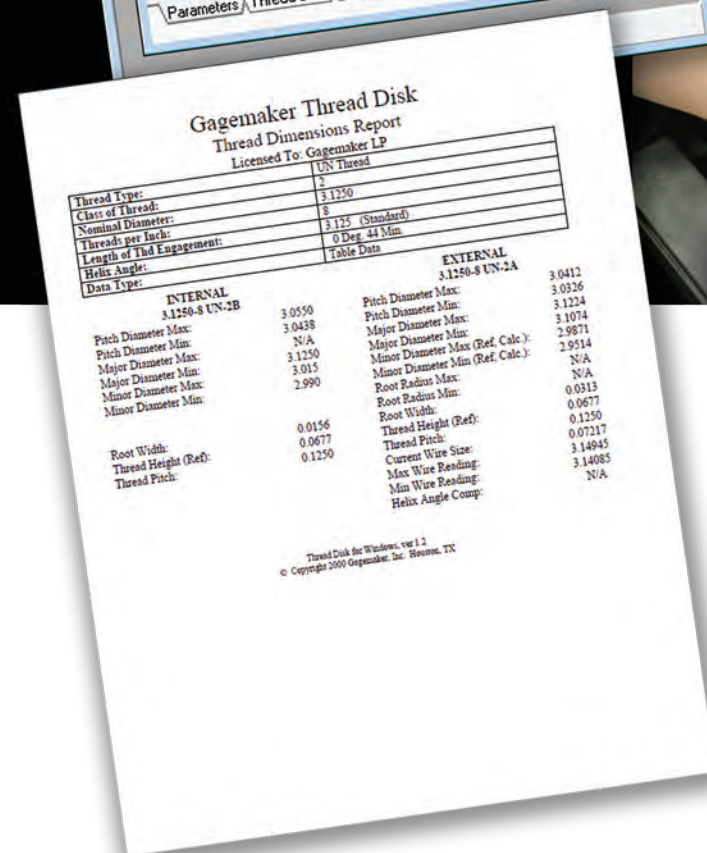 Parameters
Gagemaker Thread Disk
Thread Dimensions Report
Licensed To: Gagemaker LP
Thread Type: UN Thread
Class of Thread: 2
Nominal Diameter: 3.1250
Threads per Inch: 8
Length of Thd Engagement: 3.125 (Standard)
Helix Angle: 0 Deg. 44 Min.
Data Type: Table Data
INTERNAL
3.1250-8 UN-2B
Pitch Diameter Max: 3.0550
Pitch Diameter Min: 3.0438
Major Diameter Max: N/A
Major Diameter Min: 3.1250
Minor Diameter Max: 3.015
Minor Diameter Min: 2.990
Root Width: 0.0156
Thread Height (Ref): 0.0677
Thread Pitch: 0.1250
EXTERNAL
3.1250-8 UN-2A
Pitch Diameter Max: 3.0412
Pitch Diameter Min: 3.0326
Major Diameter Max: 3.1224
Major Diameter Min: 3.1074
Minor Diameter Max (Ref, Calc.): 2.9871
Minor Diameter Min (Ref, Calc.): 2.9514
Root Radius Max: N/A
Root Radius Min: N/A
Root Width: 0.0313
Thread Height (Ref): 0.0677
Thread Pitch: 0.1250
Current Wire Size: 0.07217
Max Wire Reading: 3.14945
Min Wire Reading: 3.14085
Helix Angle Comp: N/A
Thread Disk for Windows, ver 1.2
© Copyright 2000 Gagemaker, Inc. Houston, TX